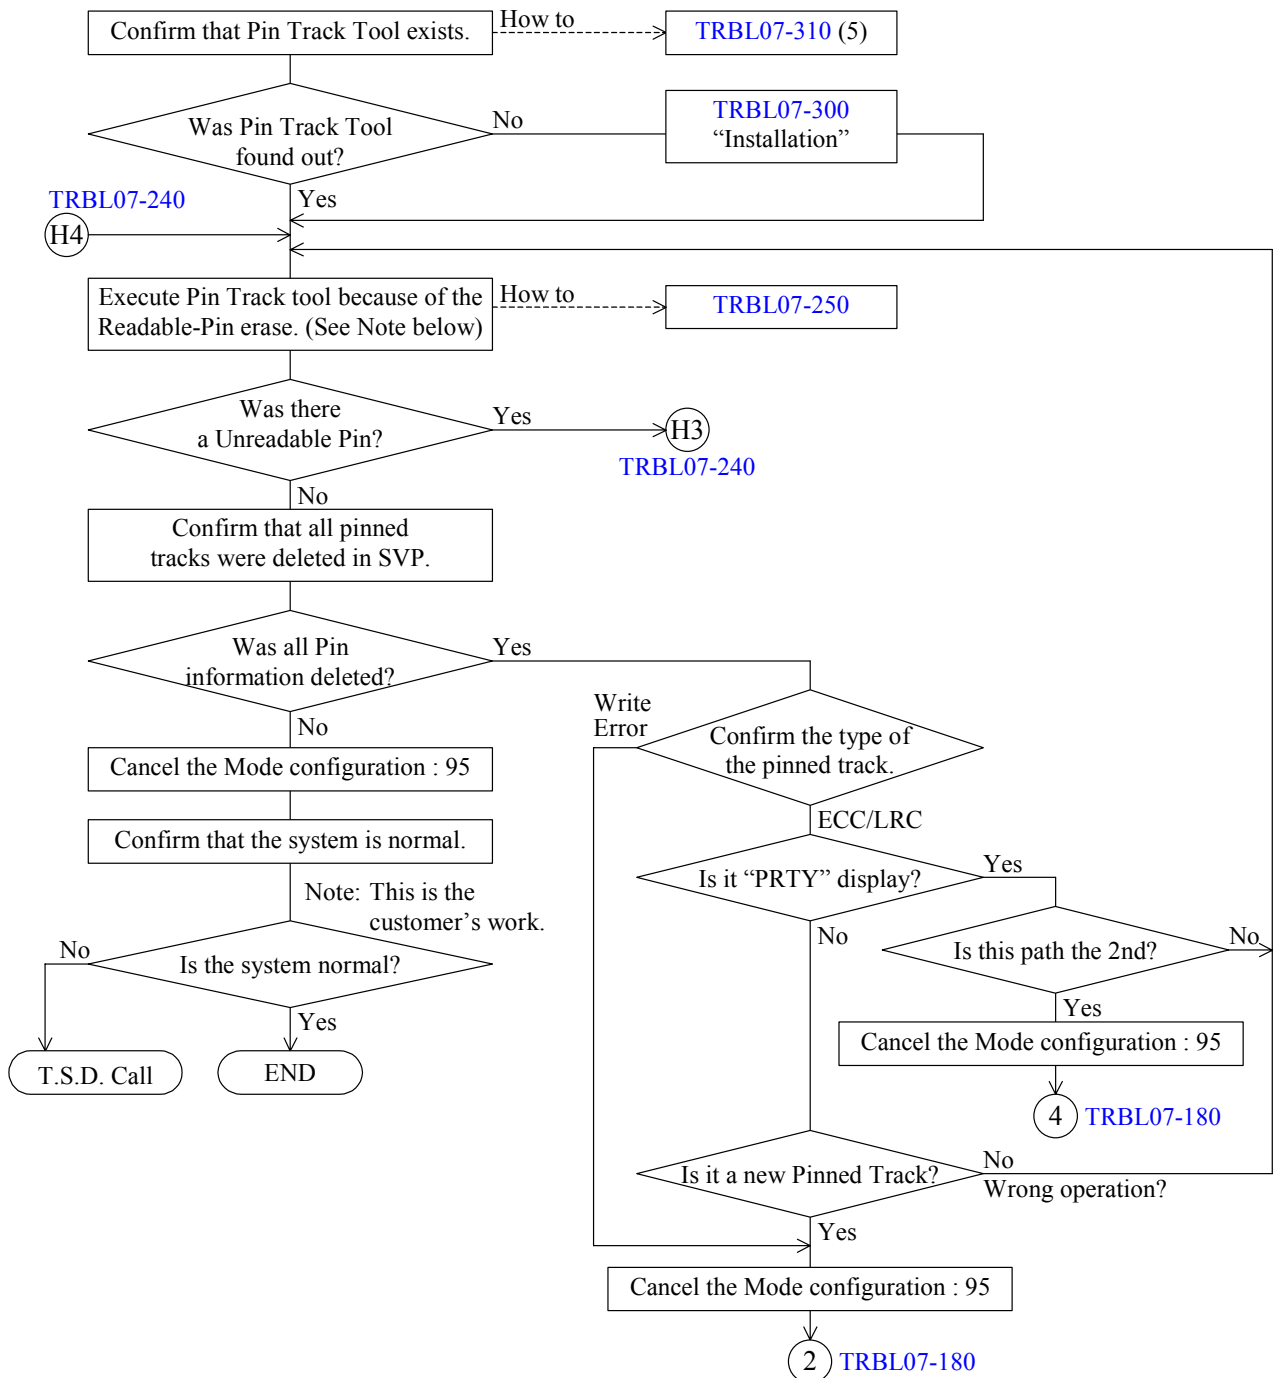 Confirm that Pin Track Tool exists.
How to
TRBL07-310 (5)
Was Pin Track Tool
found out?
No
TRBL07-300
“Installation”
Yes
TRBL07-240
H4
Execute Pin Track tool because of the
Readable-Pin erase. (See Note below)
How to
TRBL07-250
Was there
a Unreadable Pin?
Yes
H3
TRBL07-240
No
Confirm that all pinned
tracks were deleted in SVP.
Was all Pin
information deleted?
Yes
No
Write
Error
Confirm the type of
the pinned track.
Cancel the Mode configuration : 95
ECC/LRC
Confirm that the system is normal.
Is it “PRTY” display?
Yes
Note: This is the
customer’s work.
No
Is this path the 2nd?
No
No
Is the system normal?
Yes
Yes
Cancel the Mode configuration : 95
T.S.D. Call
END
4
TRBL07-180
Is it a new Pinned Track?
No
Wrong operation?
Yes
Cancel the Mode configuration : 95
2
TRBL07-180